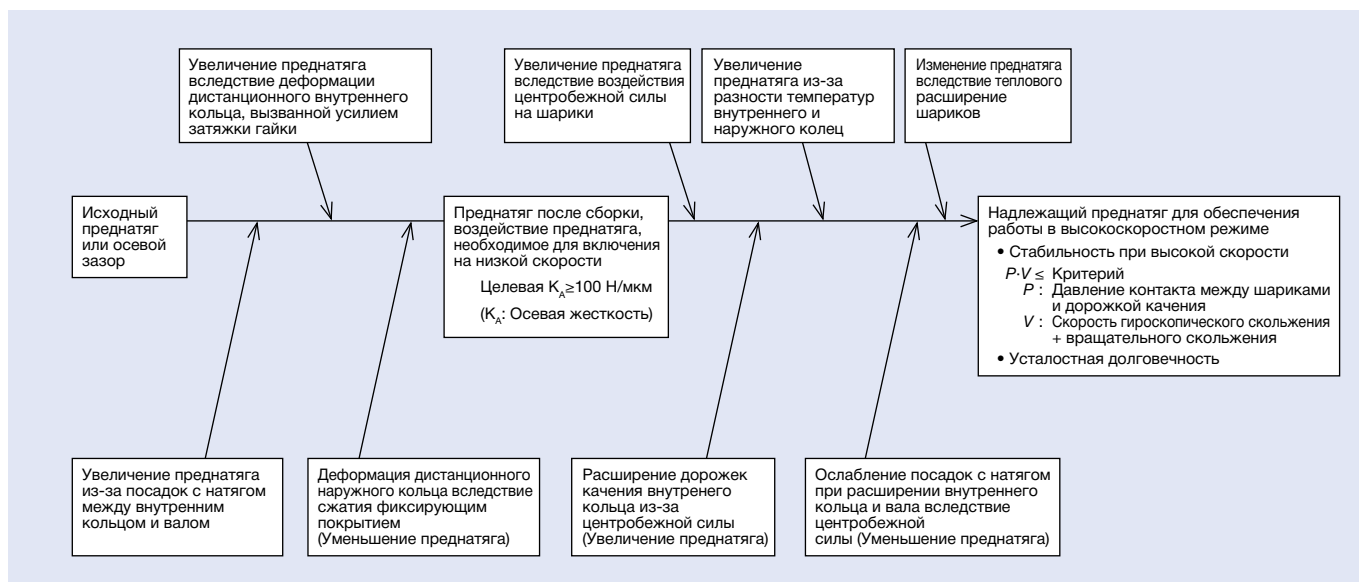 Увеличение преднатяга
вследствие деформации
дистанционного внутреннего
кольца, вызванной усилием
затяжки гайки
Увеличение преднатяга
вследствие воздействия
центробежной силы
на шарики
Увеличение
преднатяга из-за
разности температур
внутреннего и
наружного колец
Изменение преднатяга
вследствие теплового
расширение
шариков
Исходный
преднатяг
или осевой
зазор
Преднатяг после сборки,
воздействие преднатяга,
необходимое для включения
на низкой скорости
Целевая KA≥100 Н/мкм
(KA: Осевая жесткость)
Надлежащий преднатяг для обеспечения
работы в высокоскоростном режиме
• Стабильность при высокой скорости
P·V ≤ Критерий
P : Давление контакта между шариками
и дорожкой качения
V : Скорость гироскопического скольжения
+ вращательного скольжения
• Усталостная долговечность
Увеличение преднатяга
из-за посадок с натягом
между внутренним
кольцом и валом
Деформация дистанционного
наружного кольца вследствие
сжатия фиксирующим
покрытием
(Уменьшение преднатяга)
Расширение дорожек
качения внутренего
кольца из-за
центробежной силы
(Увеличение преднатяга)
Ослабление посадок с натягом
при расширении внутреннего
кольца и вала вследствие
центробежной
силы (Уменьшение преднатяга)